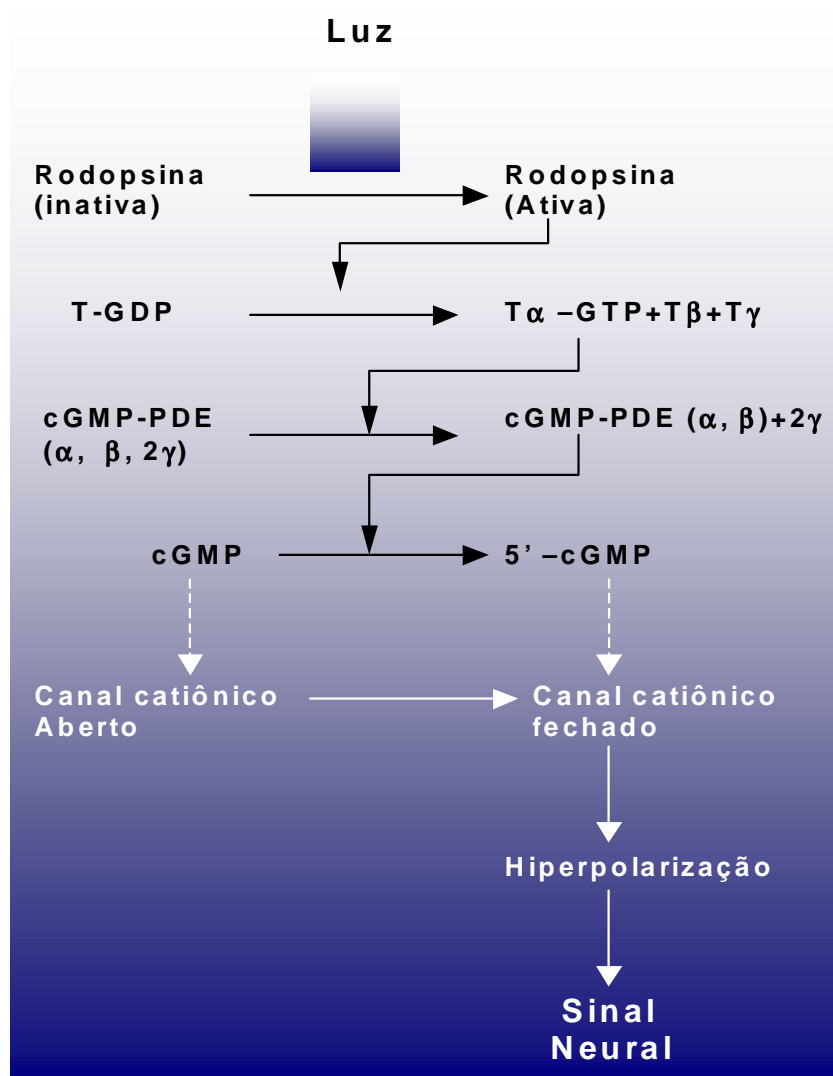 Luz
Rodopsina
(inativa)
Rodopsina
(Ativa)
T-GDP
Tα –GTP+Tβ+Tγ
cGMP-PDE
(α, β, 2γ)
cGMP-PDE (α, β)+2γ
cGMP
5’ –cGMP
Canal catiônico
Aberto
Canal catiônico
fechado
Hiperpolarização
Sinal
Neural